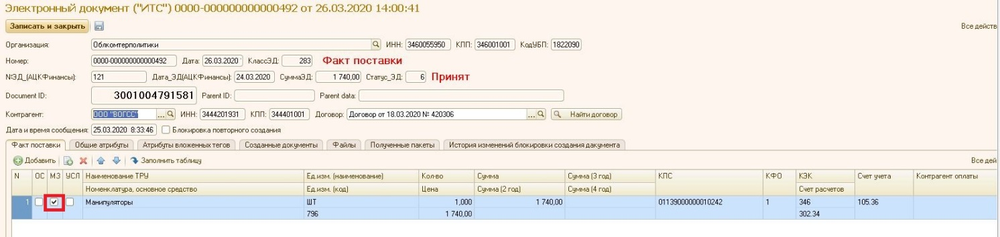 Электронный документ ("ИТС") 0000-000000000000492 от 26.03.2020 14:00:41
Записать и закрыть Все действ
Организация: Облкомтерполитики ИНН: 3460055950 КПП: 346001001 КодУБП: 1822090
Номер: 0000-000000000000492 Дата: 26.03.2020 КлассЭД: 283 Факт поставки
№ЭД_(АЦКФинансы): 121 Дата_ЭД(АЦКФинансы): 24.03.2020 СуммаЭД: 1 740,00 Статус_ЭД: 6 Принят
Document ID: 3001004791581 Parent ID: Parent data:
Контрагент: ООО "ВОГСС" ... ИНН: 3444201931 КПП: 344401001 Договор: Договор от 18.03.2020 № 420306 ... Найти договор
Дата и время сообщения: 25.03.2020 8:33:46 Блокировка повторного создания
Факт поставки Общие атрибуты Атрибуты вложенных тегов Созданные документы Файлы Полученные пакеты История изменений блокировки создания документа
Добавить Заполнить таблицу Все дей
N ОС МЗ УСЛ Наименование ТРУ Ед.изм. (наименование) Кол-во Сумма Сумма (3 год) КПС КФО КЭК Счет учета Контрагент оплаты
Номенклатура, основное средство Ед.изм. (код) Цена Сумма (2 год) Сумма (4 год) Счет расчетов
1 Манипуляторы ШТ 1,000 1 740,00 01139000000010242 1 346 105.36
796 1 740,00 302.34